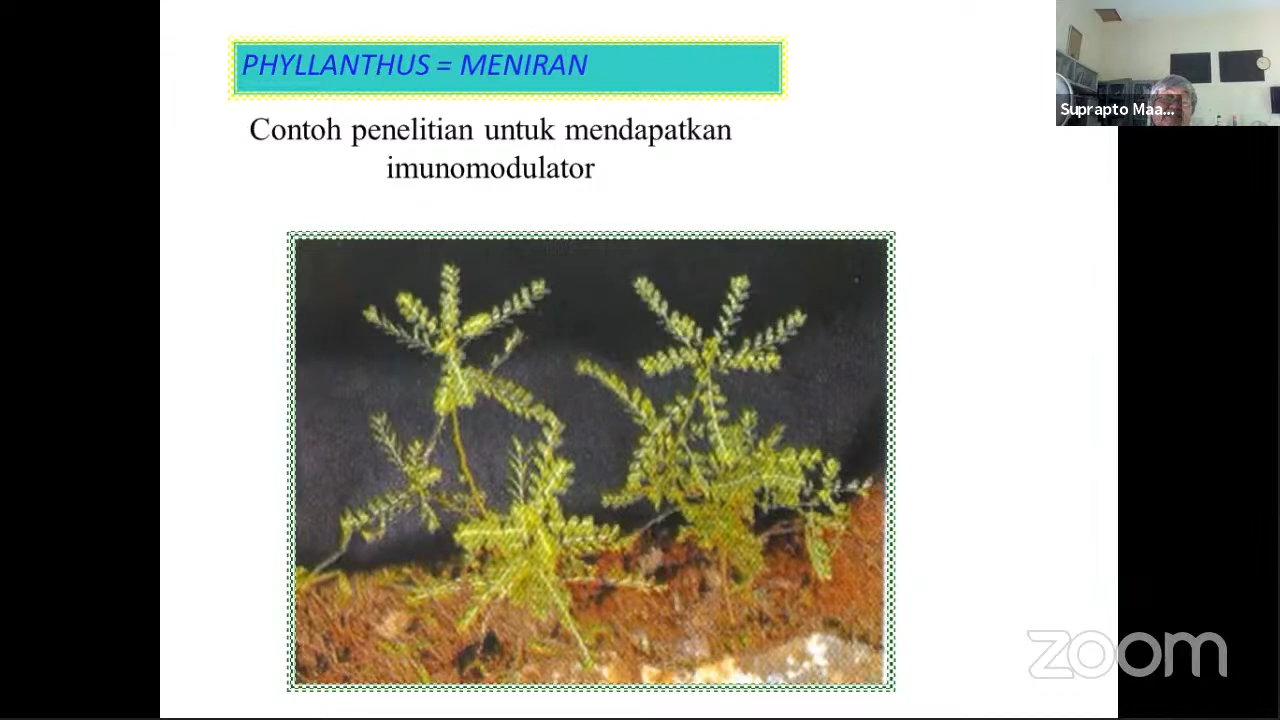 PHYLLANTHUS = MENIRAN
Contoh penelitian untuk mendapatkan
imunomodulator
Suprapto Maa...
zoom